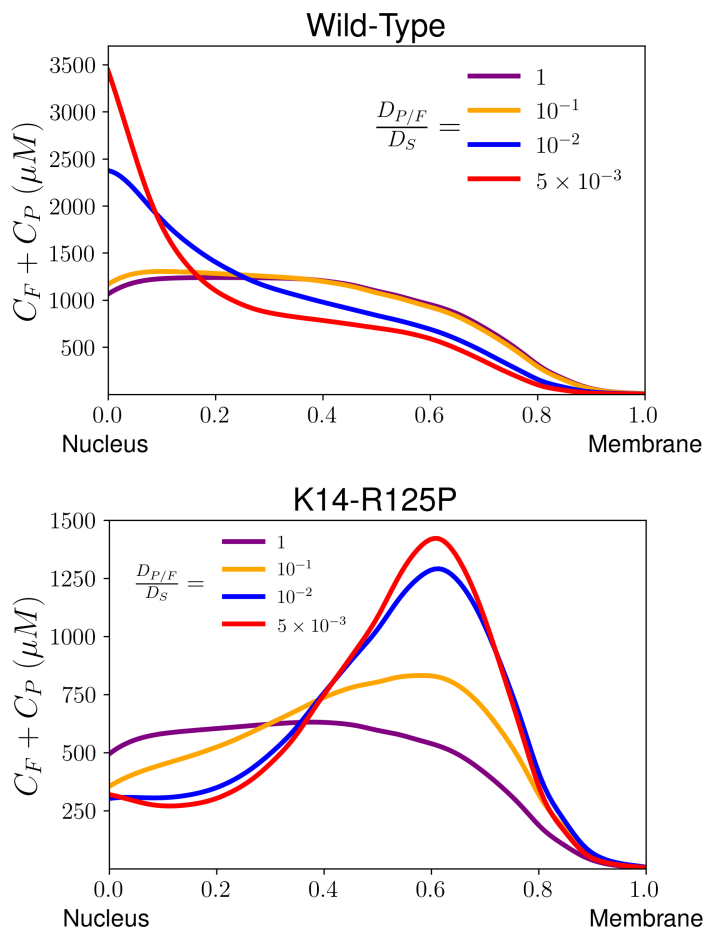 Wild-Type
C_F + C_P (μM)
3500
3000
2500
2000
1500
1000
500
D_{P/F} / D_S =
1
10^{-1}
10^{-2}
5 × 10^{-3}
0.0 0.2 0.4 0.6 0.8 1.0
Nucleus Membrane
K14-R125P
C_F + C_P (μM)
1500
1250
1000
750
500
250
D_{P/F} / D_S =
1
10^{-1}
10^{-2}
5 × 10^{-3}
0.0 0.2 0.4 0.6 0.8 1.0
Nucleus Membrane